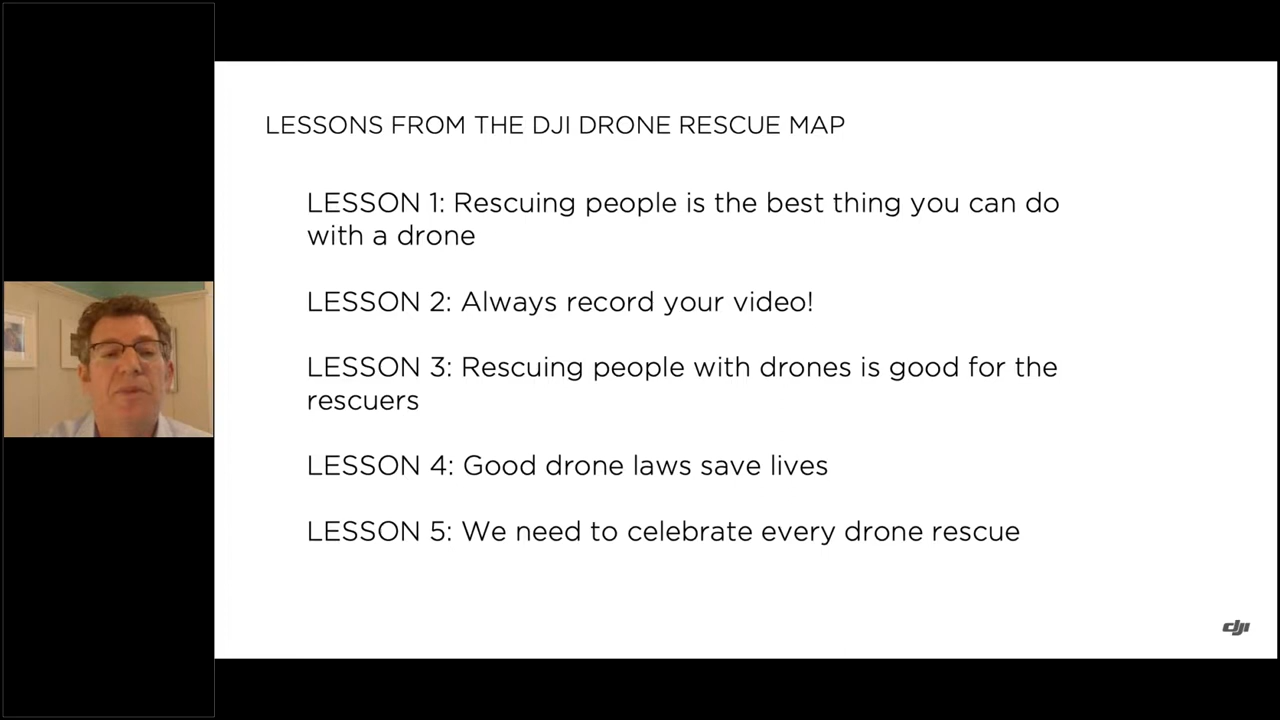 LESSONS FROM THE DJI DRONE RESCUE MAP
LESSON 1: Rescuing people is the best thing you can do
with a drone
LESSON 2: Always record your video!
LESSON 3: Rescuing people with drones is good for the
rescuers
LESSON 4: Good drone laws save lives
LESSON 5: We need to celebrate every drone rescue
dji